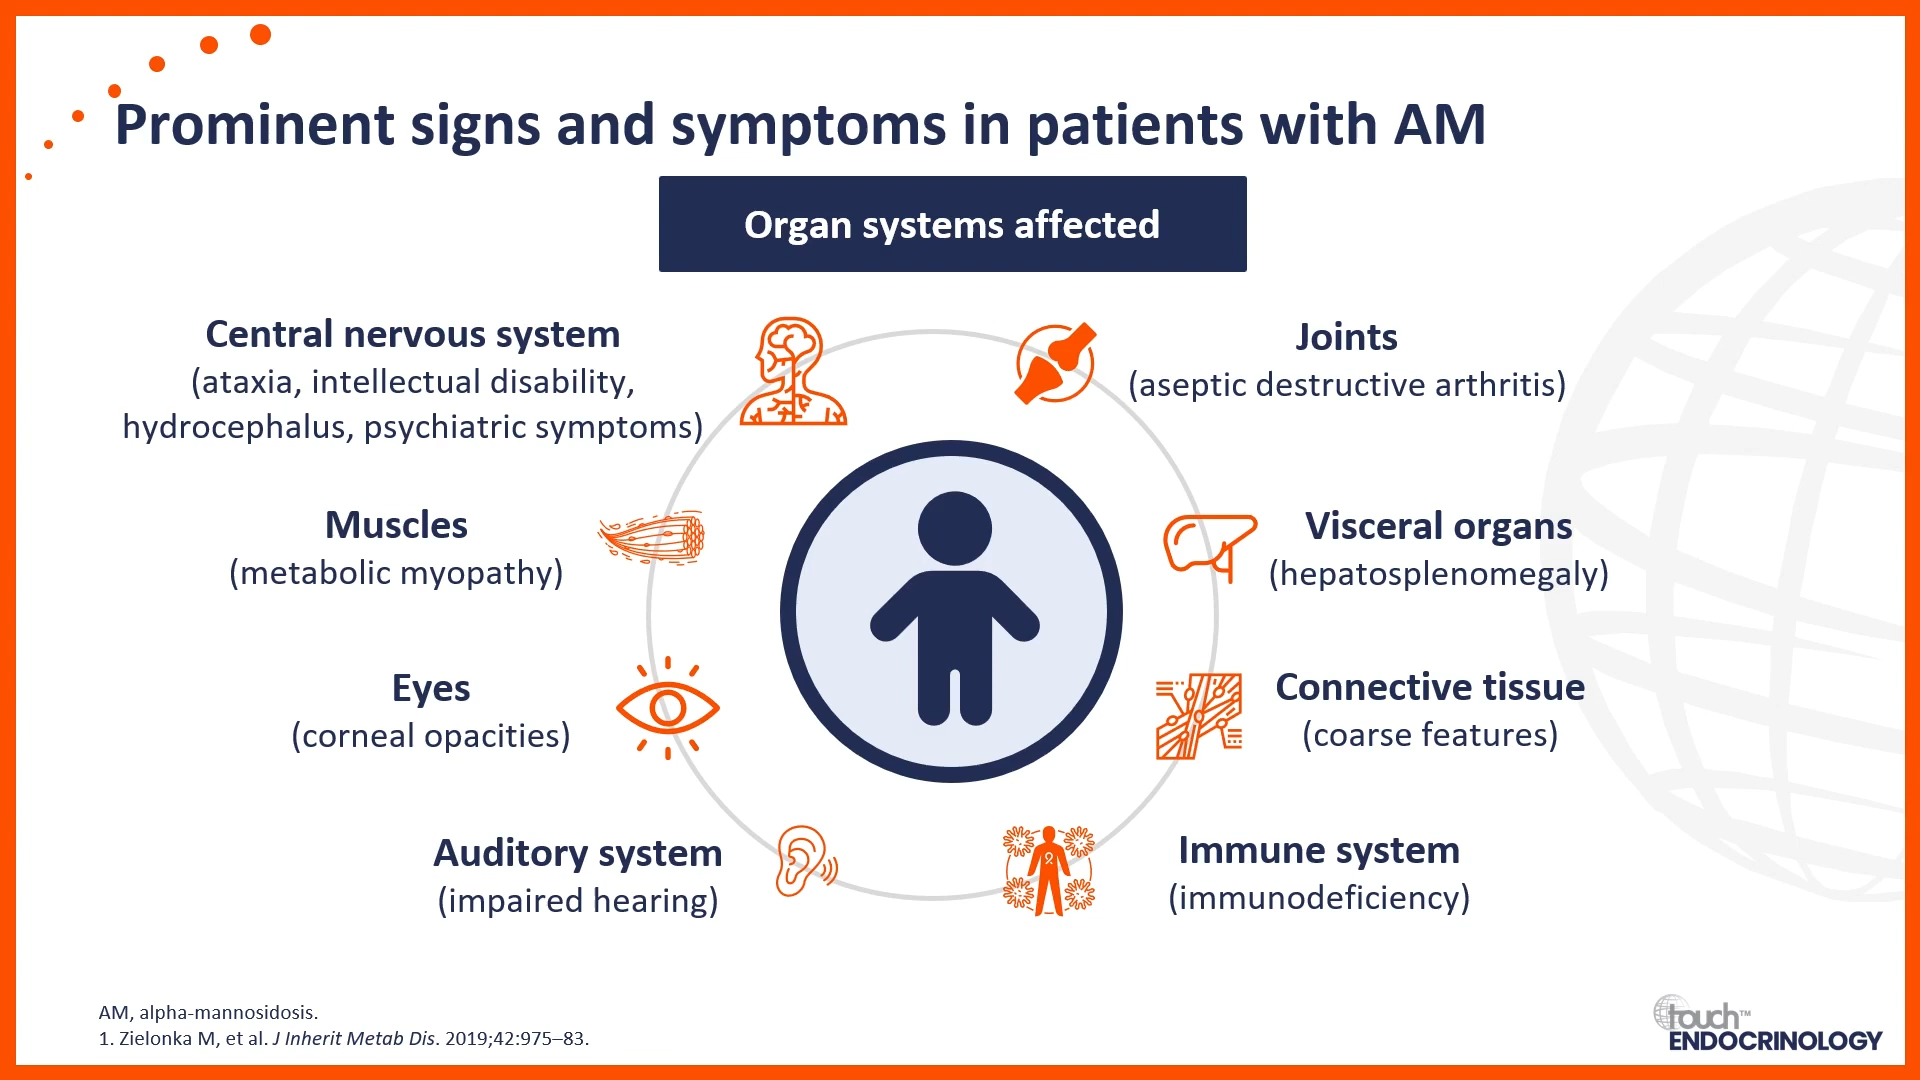 Prominent signs and symptoms in patients with AM
Organ systems affected
Central nervous system
(ataxia, intellectual disability,
hydrocephalus, psychiatric symptoms)
Joints
(aseptic destructive arthritis)
Muscles
(metabolic myopathy)
Visceral organs
(hepatosplenomegaly)
Eyes
(corneal opacities)
Connective tissue
(coarse features)
Auditory system
(impaired hearing)
Immune system
(immunodeficiency)
AM, alpha-mannosidosis.
1. Zielonka M, et al. J Inherit Metab Dis. 2019;42:975–83.
touch™
ENDOCRINOLOGY